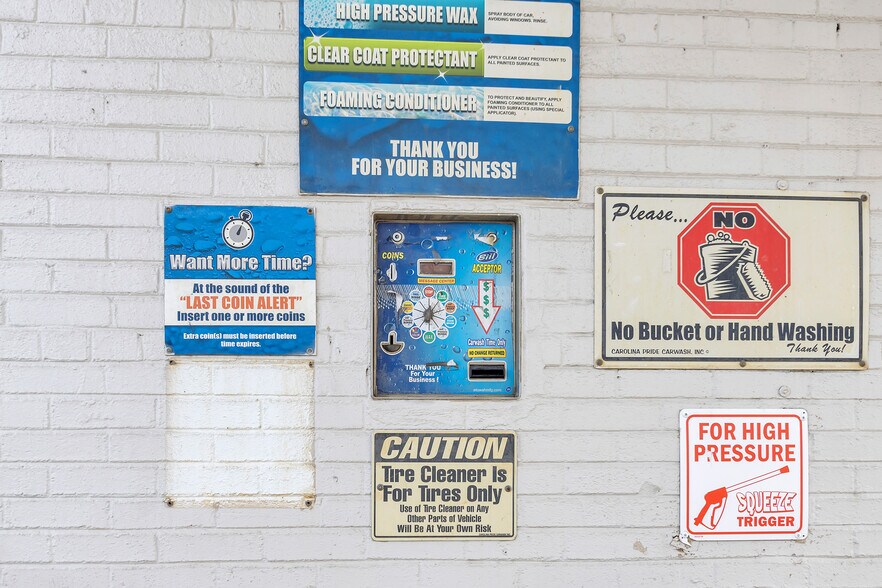 HIGH PRESSURE WAX
SPRAY BODY OF CAR,
AVOIDING WINDOWS, RINSE.
CLEAR COAT PROTECTANT
APPLY CLEAR COAT PROTECTANT TO
ALL PAINTED SURFACES.
FOAMING CONDITIONER
TO PROTECT AND BEAUTIFY, APPLY
FOAMING CONDITIONER TO ALL
PAINTED SURFACES (USING SPECIAL
APPLICATOR)
THANK YOU
FOR YOUR BUSINESS!
Want More Time?
At the sound of the
"LAST COIN ALERT"
Insert one or more coins
Extra coin(s) must be inserted before
time expires.
COINS
MESSAGE CENTER
Bill
ACCEPTOR
$
$
$
Carwash Time Only
NO CHANGE RETURNED
THANK YOU
For Your
Business !
Please...
NO
No Bucket or Hand Washing
Thank You!
CAROLINA PRIDE CARWASH, INC.
CAUTION
Tire Cleaner Is
For Tires Only
Use of Tire Cleaner on Any
Other Parts of Vehicle
Will Be At Your Own Risk
FOR HIGH
PRESSURE
SQUEEZE
TRIGGER